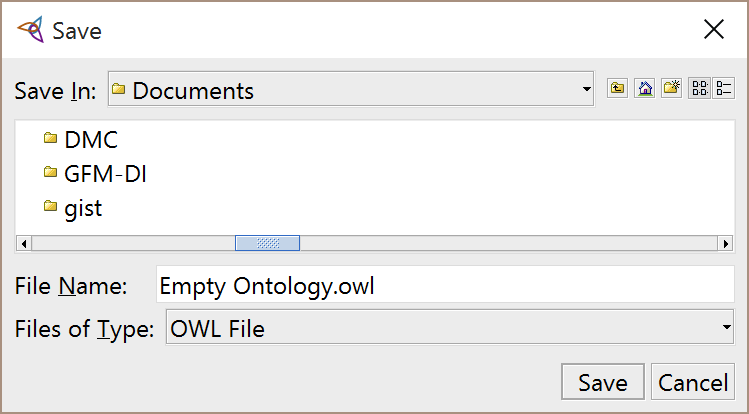 Save
Save In: Documents
DMC
GFM-DI
gist
File Name: Empty Ontology.owl
Files of Type: OWL File
Save Cancel